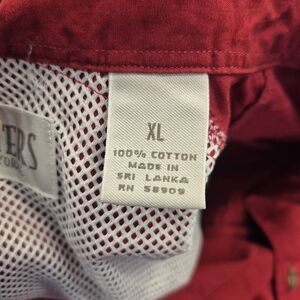 XL
100% COTTON
MADE IN
SRI LANKA
RN 58909